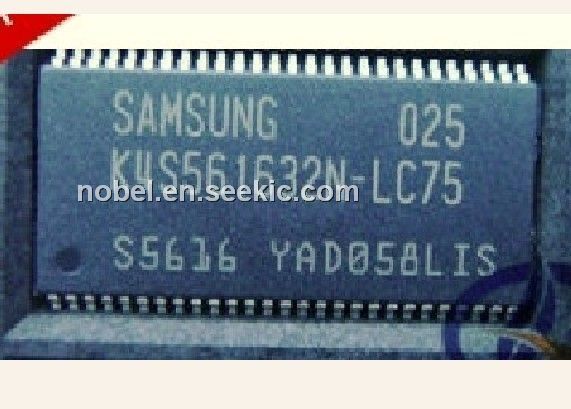 SAMSUNG 025
K4S561632N-LC75
nobel.en.seekic.com
S5616 YAD058LIS